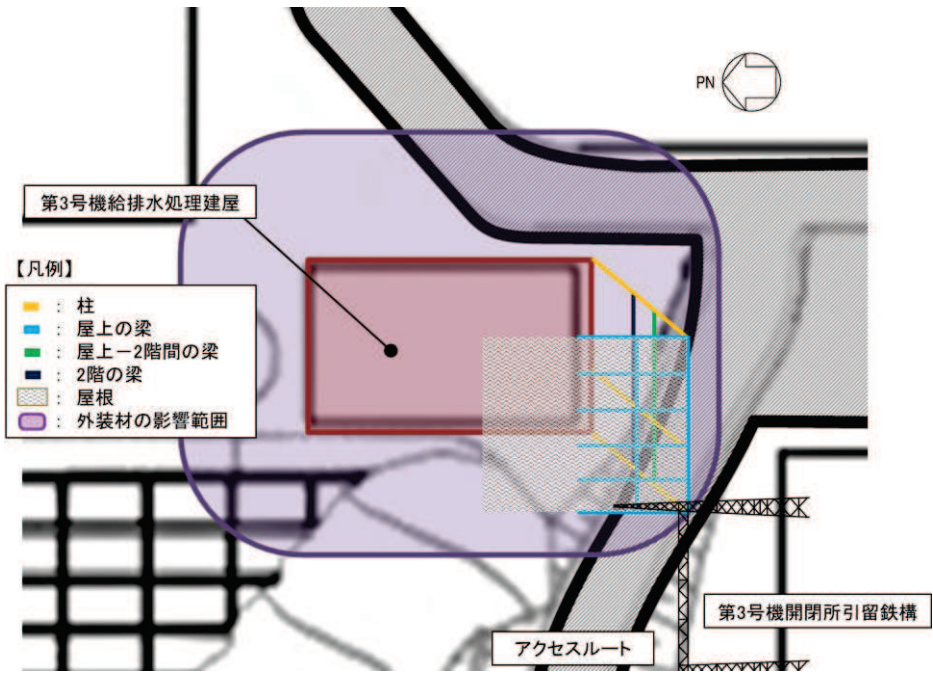 PN
第3号機給排水処理建屋
【凡例】
: 柱
: 屋上の梁
: 屋上－2階間の梁
: 2階の梁
: 屋根
: 外装材の影響範囲
第3号機開閉所引留鉄構
アクセスルート